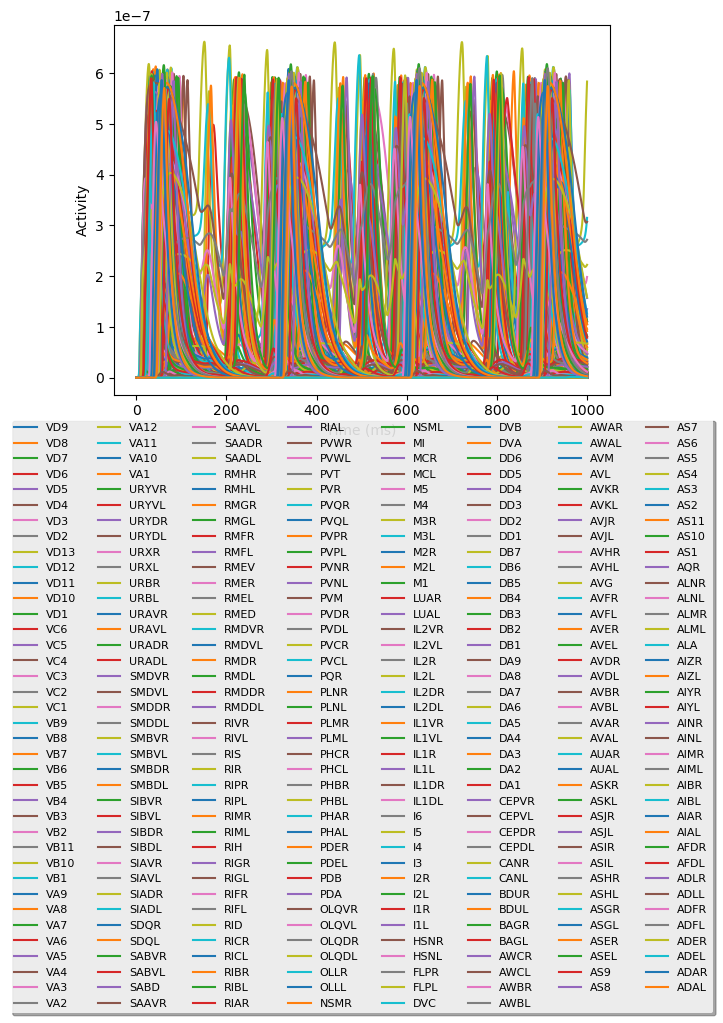 1e−7
6
5
4
3
2
1
0
Activity
0 200 400 600 800 1000
(ms)
VD9
VD8
VD7
VD6
VD5
VD4
VD3
VD2
VD13
VD12
VD11
VD10
VD1
VC6
VC5
VC4
VC3
VC2
VC1
VB9
VB8
VB7
VB6
VB5
VB4
VB3
VB2
VB11
VB10
VB1
VA9
VA8
VA7
VA6
VA5
VA4
VA3
VA2
VA12
VA11
VA10
VA1
URYVR
URYVL
URYDR
URYDL
URXR
URXL
URBR
URBL
URAVR
URAVL
URADR
URADL
SMDVR
SMDVL
SMDDR
SMDDL
SMBVR
SMBVL
SMBDR
SMBDL
SIBVR
SIBVL
SIBDR
SIBDL
SIAVR
SIAVL
SIADR
SIADL
SDQR
SDQL
SABVR
SABVL
SABD
SAAVR
SAAVL
SAADR
SAADL
RMHR
RMHL
RMGR
RMGL
RMFR
RMFL
RMEV
RMER
RMEL
RMED
RMDVR
RMDVL
RMDR
RMDL
RMDDR
RMDDL
RIVR
RIVL
RIS
RIR
RIPR
RIPL
RIMR
RIML
RIH
RIGR
RIGL
RIFR
RIFL
RID
RICR
RICL
RIBR
RIBL
RIAR
RIAL
PVWR
PVWL
PVT
PVR
PVQR
PVQL
PVPR
PVPL
PVNR
PVNL
PVM
PVDR
PVDL
PVCR
PVCL
PQR
PLNR
PLNL
PLMR
PLML
PHCR
PHCL
PHBR
PHBL
PHAR
PHAL
PDER
PDEL
PDB
PDA
OLQVR
OLQVL
OLQDR
OLQDL
OLLR
OLLL
NSMR
NSML
MI
MCR
MCL
M5
M4
M3R
M3L
M2R
M2L
M1
LUAR
LUAL
IL2VR
IL2VL
IL2R
IL2L
IL2DR
IL2DL
IL1VR
IL1VL
IL1R
IL1L
IL1DR
IL1DL
I6
I5
I4
I3
I2R
I2L
I1R
I1L
HSNR
HSNL
FLPR
FLPL
DVC
DVB
DVA
DD6
DD5
DD4
DD3
DD2
DD1
DB7
DB6
DB5
DB4
DB3
DB2
DB1
DA9
DA8
DA7
DA6
DA5
DA4
DA3
DA2
DA1
CEPVR
CEPVL
CEPDR
CEPDL
CANR
CANL
BDUR
BDUL
BAGR
BAGL
AWCR
AWCL
AWBR
AWBL
AWAR
AWAL
AVM
AVL
AVKR
AVKL
AVJR
AVJL
AVHR
AVHL
AVG
AVFR
AVFL
AVER
AVEL
AVDR
AVDL
AVBR
AVBL
AVAR
AVAL
AUAR
AUAL
ASKR
ASKL
ASJR
ASJL
ASIR
ASIL
ASHR
ASHL
ASGR
ASGL
ASER
ASEL
AS9
AS8
AS7
AS6
AS5
AS4
AS3
AS2
AS11
AS10
AS1
AQR
ALNR
ALNL
ALMR
ALML
ALA
AIZR
AIZL
AIYR
AIYL
AINR
AINL
AIMR
AIML
AIBR
AIBL
AIAR
AIAL
AFDR
AFDL
ADLR
ADLL
ADFR
ADFL
ADER
ADEL
ADAR
ADAL